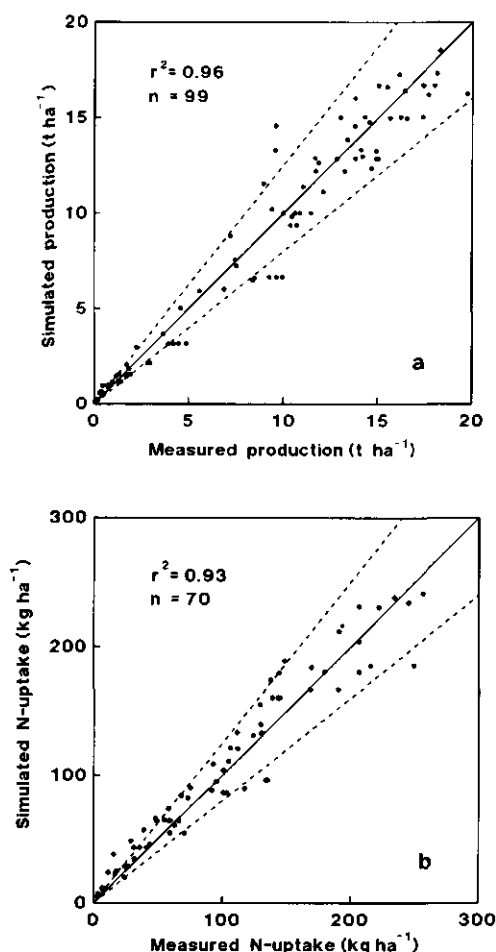 20
15
10
5
0
Simulated production (t ha⁻¹)
r²=0.96
n = 99
a
0 5 10 15 20
Measured production (t ha⁻¹)
300
200
100
0
Simulated N-uptake (kg ha⁻¹)
r²=0.93
n = 70
b
0 100 200 300
Measured N-uptake (kg ha⁻¹)